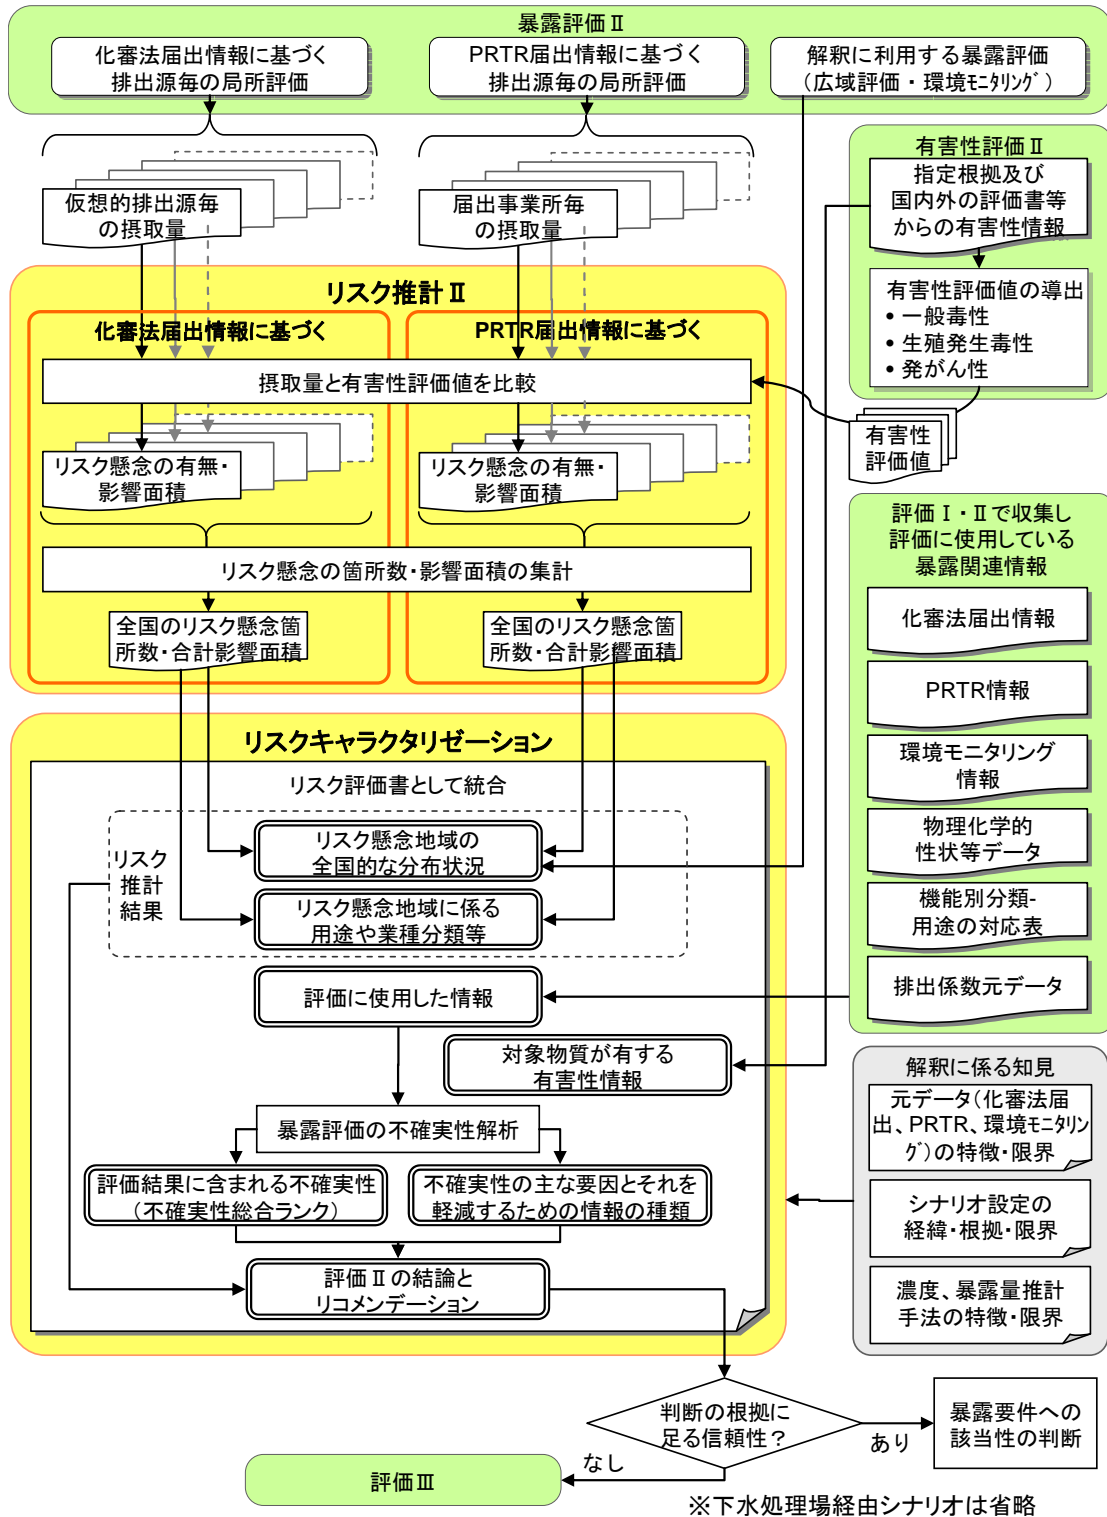 暴露評価Ⅱ
化審法届出情報に基づく
排出源毎の局所評価
PRTR届出情報に基づく
排出源毎の局所評価
解釈に利用する暴露評価
（広域評価・環境ﾓﾆﾀﾘﾝｸﾞ）
仮想的排出源毎
の摂取量
届出事業所毎
の摂取量
有害性評価Ⅱ
指定根拠及び
国内外の評価書等
からの有害性情報
有害性評価値の導出
• 一般毒性
• 生殖発生毒性
• 発がん性
有害性
評価値
リスク推計Ⅱ
化審法届出情報に基づく
PRTR届出情報に基づく
摂取量と有害性評価値を比較
リスク懸念の有無・
影響面積
リスク懸念の有無・
影響面積
リスク懸念の箇所数・影響面積の集計
全国のリスク懸念箇
所数・合計影響面積
全国のリスク懸念箇
所数・合計影響面積
評価Ⅰ・Ⅱで収集し
評価に使用している
暴露関連情報
化審法届出情報
PRTR情報
環境モニタリング
情報
物理化学的
性状等データ
機能別分類-
用途の対応表
排出係数元データ
リスクキャラクタリゼーション
リスク評価書として統合
リスク
推計
結果
リスク懸念地域の
全国的な分布状況
リスク懸念地域に係る
用途や業種分類等
評価に使用した情報
対象物質が有する
有害性情報
暴露評価の不確実性解析
評価結果に含まれる不確実性
（不確実性総合ランク）
不確実性の主な要因とそれを
軽減するための情報の種類
評価Ⅱの結論と
リコメンデーション
解釈に係る知見
元データ（化審法届
出、PRTR、環境ﾓﾆﾀﾘﾝ
ｸﾞ）の特徴・限界
シナリオ設定の
経緯・根拠・限界
濃度、暴露量推計
手法の特徴・限界
判断の根拠に
足る信頼性？
あり
なし
暴露要件への
該当性の判断
評価Ⅲ
※下水処理場経由シナリオは省略